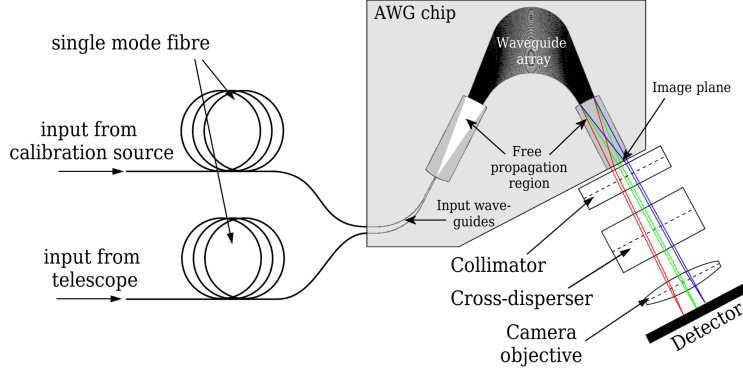 AWG chip
single mode fibre
Waveguide
array
Image plane
input from
calibration source
Free
propagation
region
Input wave-
guides
input from
telescope
Collimator
Cross-disperser
Camera
objective
Detector